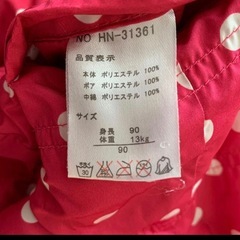 NO HN-31361
品質表示
本体 ポリエステル 100%
ボア ポリエステル 100%
中綿 ポリエステル 100%
サイズ
身長 90
体重 13kg
90
30